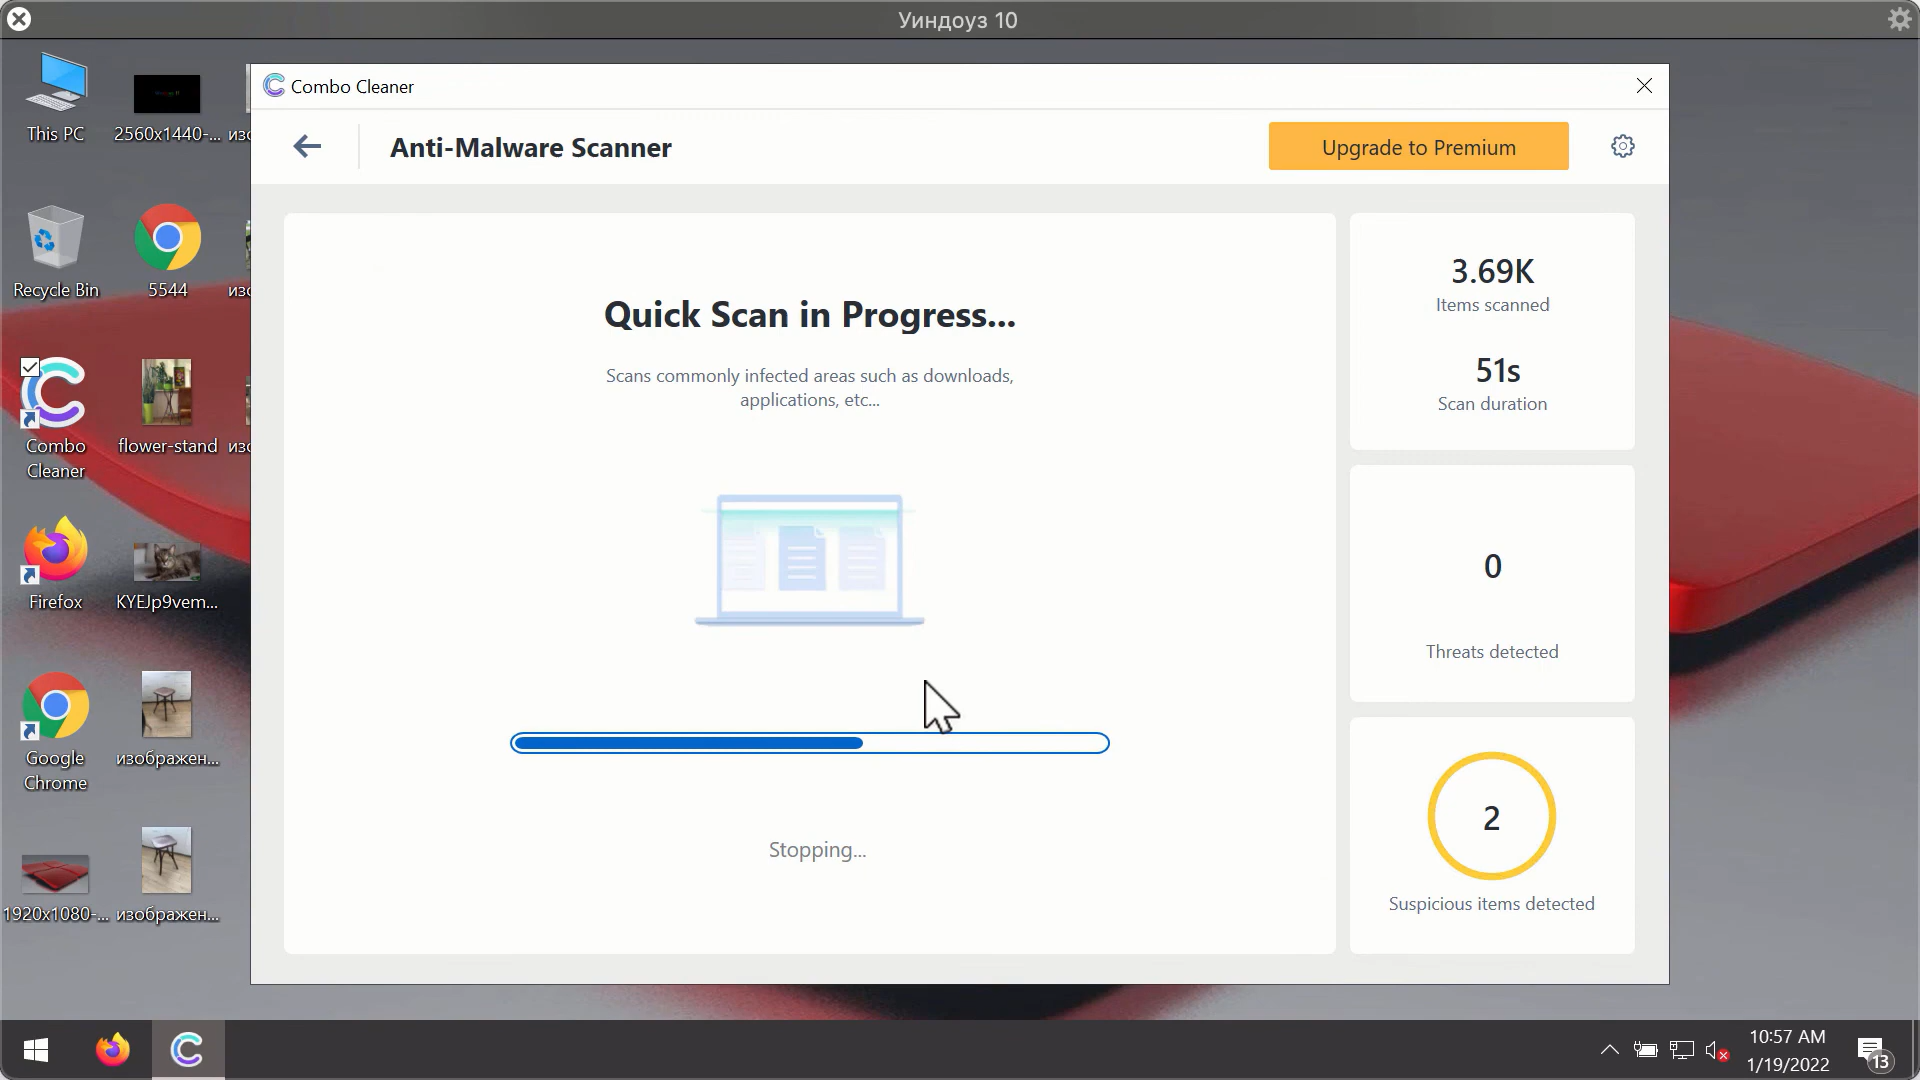 Уиндоуз 10
This PC
2560x1440-...
Recycle Bin
5544
Combo
Cleaner
flower-stand
Firefox
KYEJp9vem...
Google
Chrome
изображен...
1920x1080-...
изображен...
Combo Cleaner
Anti-Malware Scanner
Upgrade to Premium
Quick Scan in Progress...
Scans commonly infected areas such as downloads,
applications, etc...
Stopping...
3.69K
Items scanned
51s
Scan duration
0
Threats detected
2
Suspicious items detected
10:57 AM
1/19/2022
13